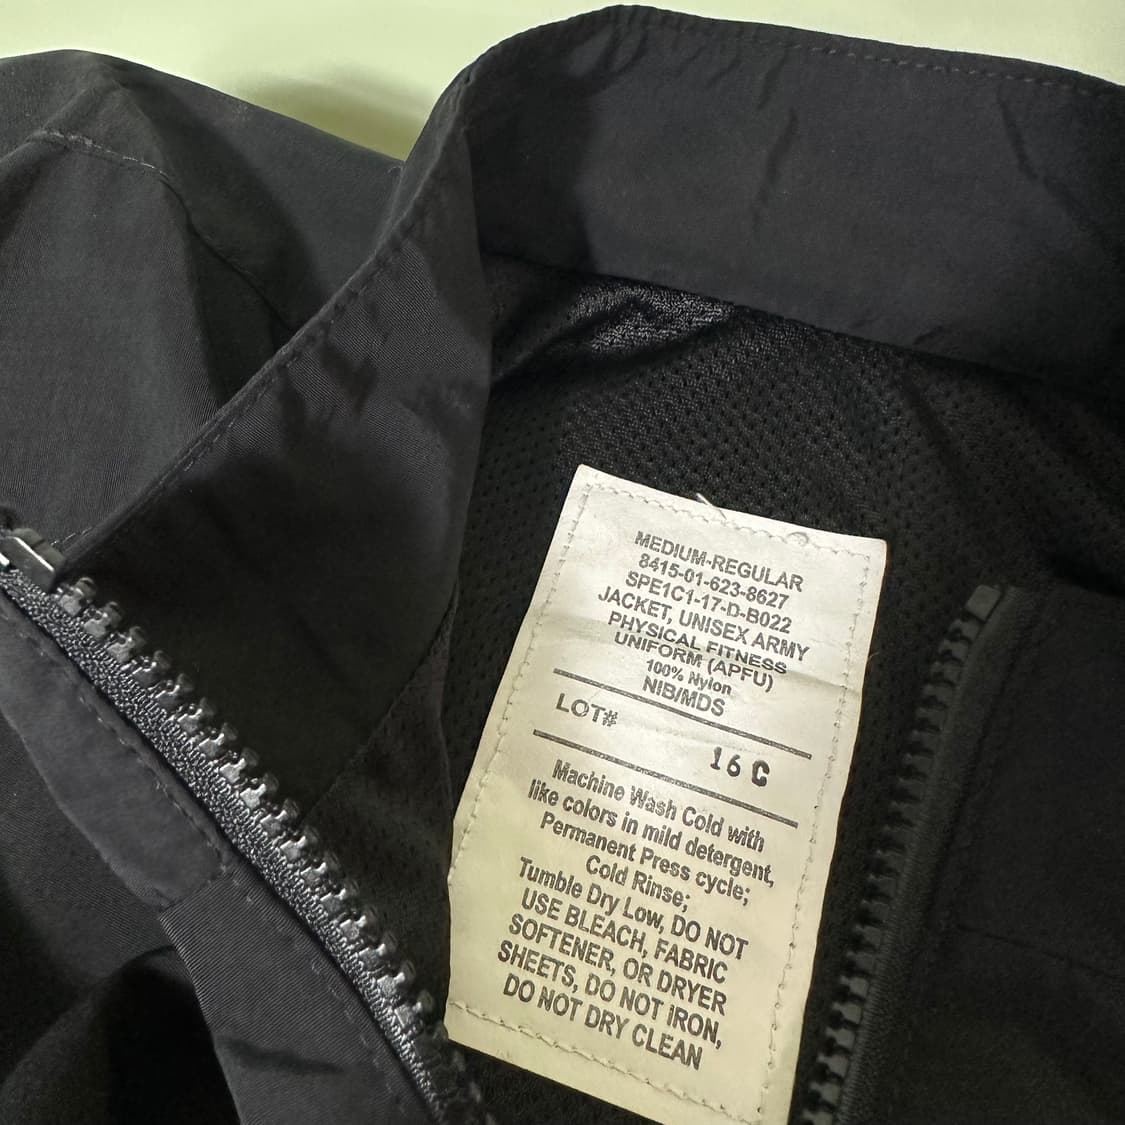 MEDIUM-REGULAR
8415-01-623-8627
SPE1C1-17-D-B022
JACKET, UNISEX ARMY
PHYSICAL FITNESS
UNIFORM (APFU)
100% Nylon
NIB/MDS
LOT#
16 C
Machine Wash Cold with
like colors in mild detergent,
Permanent Press cycle;
Cold Rinse;
Tumble Dry Low, DO NOT
USE BLEACH, FABRIC
SOFTENER, OR DRYER
SHEETS, DO NOT IRON,
DO NOT DRY CLEAN